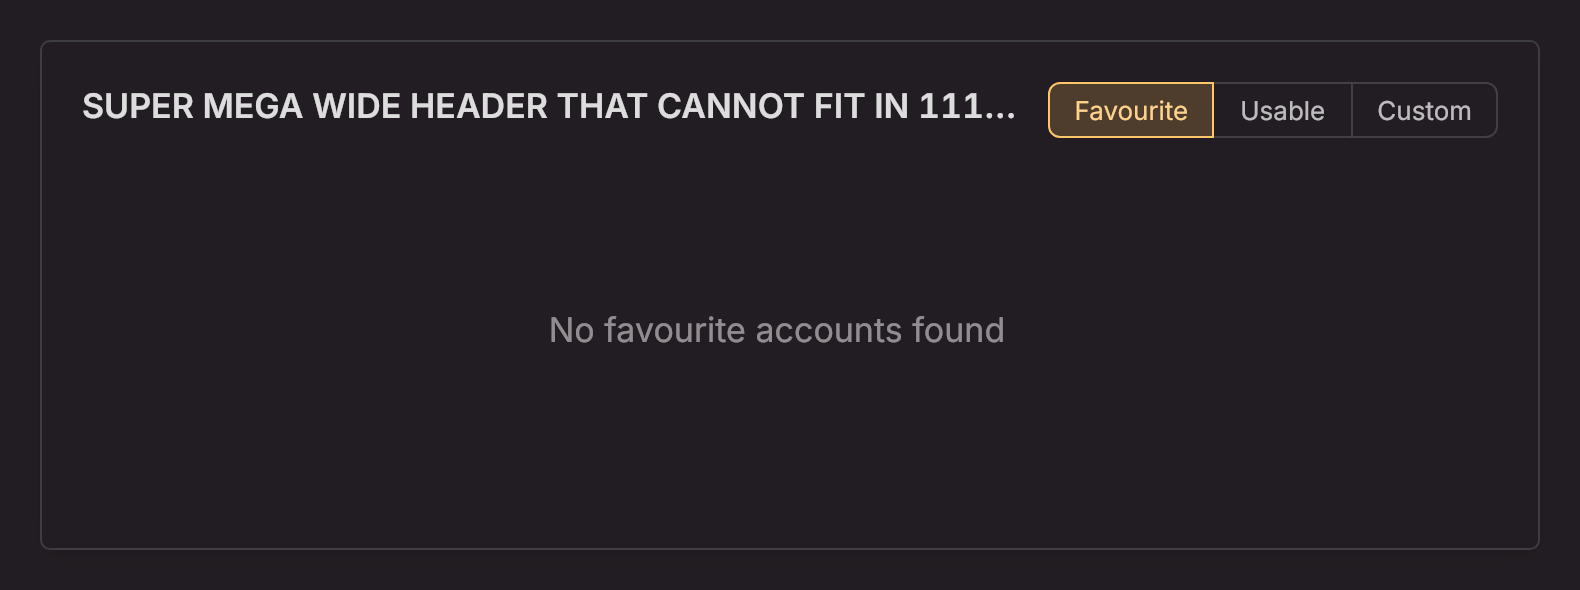 SUPER MEGA WIDE HEADER THAT CANNOT FIT IN 111...
Favourite
Usable
Custom
No favourite accounts found